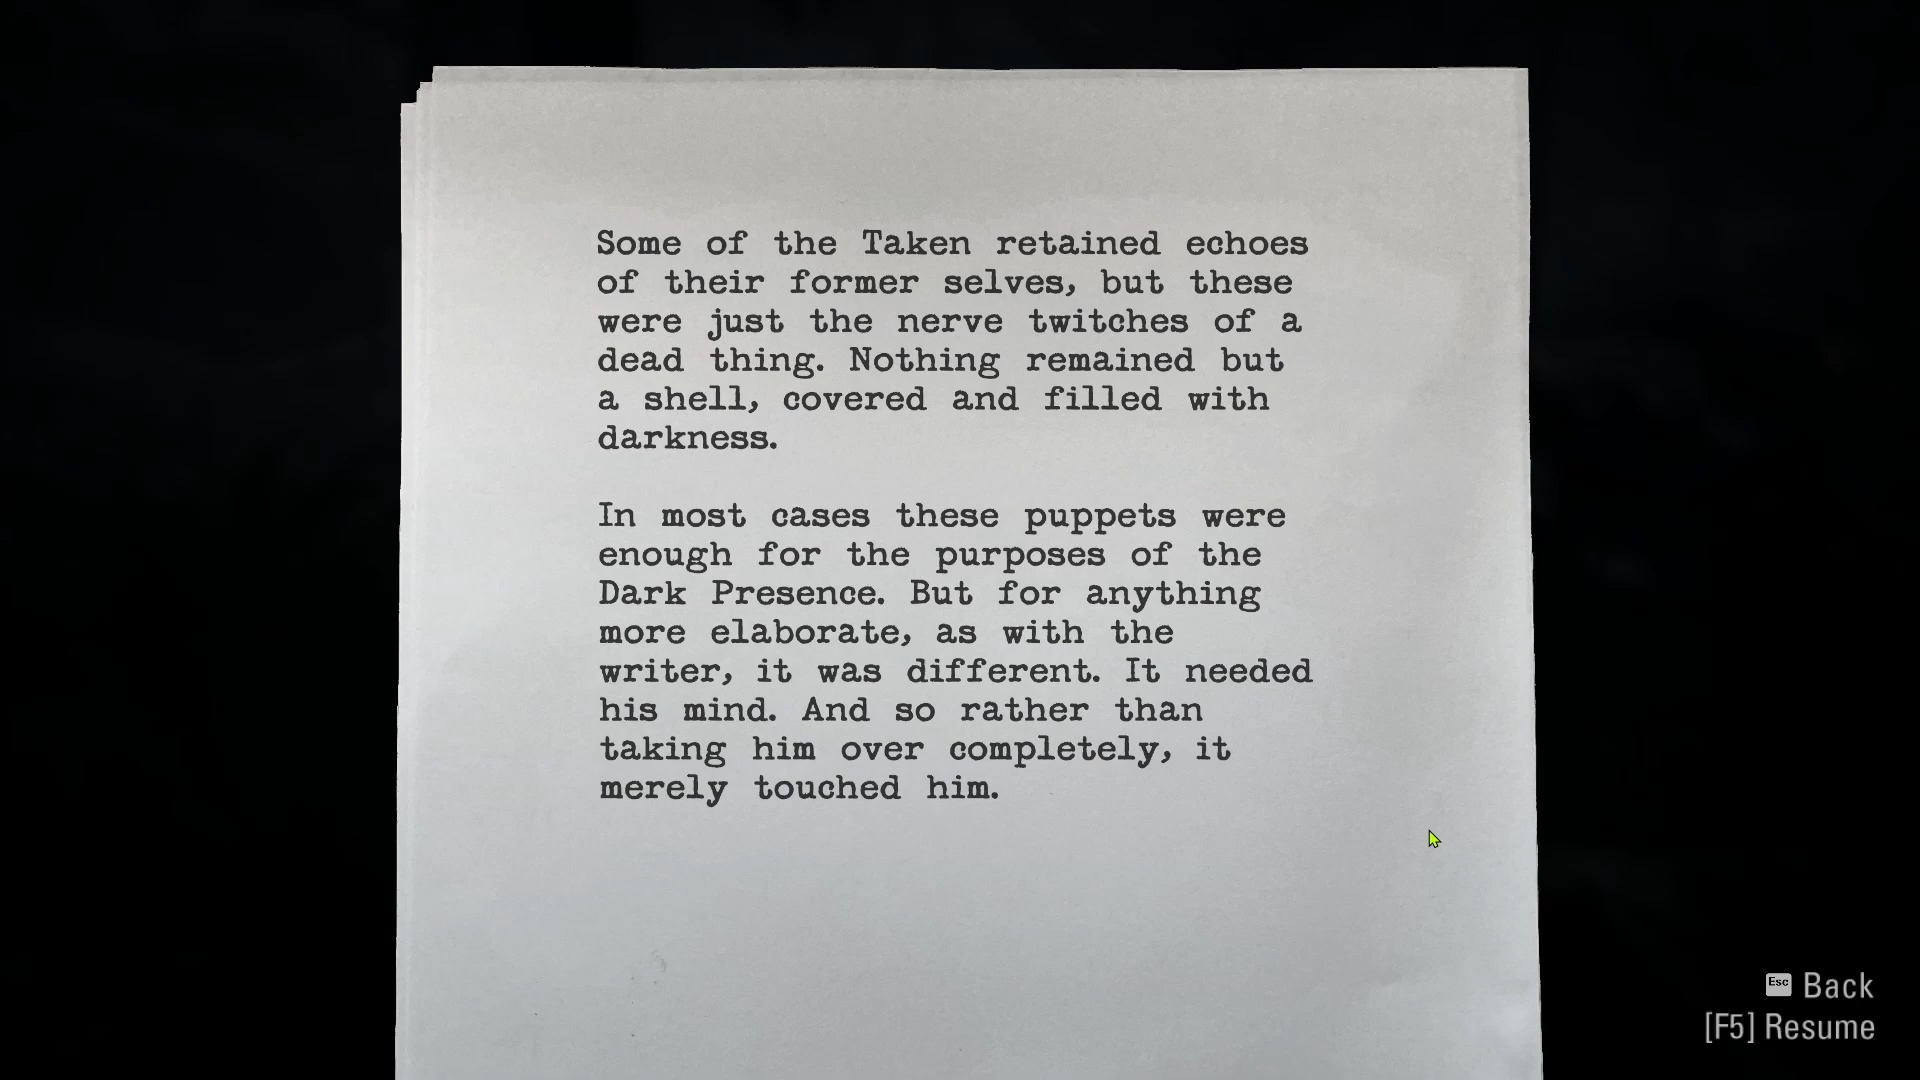 Some of the Taken retained echoes
of their former selves, but these
were just the nerve twitches of a
dead thing. Nothing remained but
a shell, covered and filled with
darkness.
In most cases these puppets were
enough for the purposes of the
Dark Presence. But for anything
more elaborate, as with the
writer, it was different. It needed
his mind. And so rather than
taking him over completely, it
merely touched him.
Esc Back
[F5] Resume